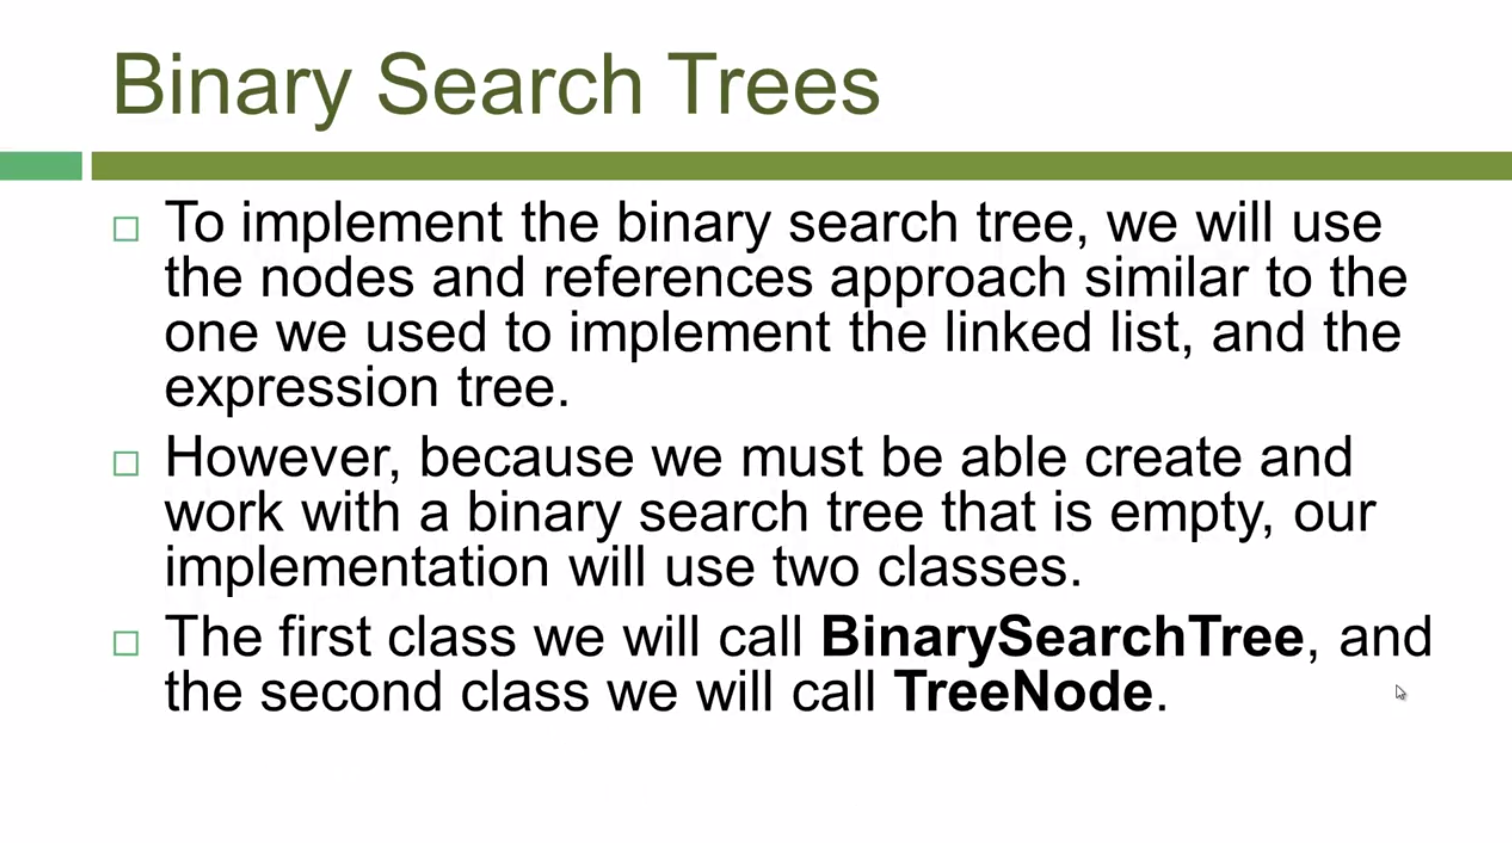 Binary Search Trees
To implement the binary search tree, we will use
the nodes and references approach similar to the
one we used to implement the linked list, and the
expression tree.
However, because we must be able create and
work with a binary search tree that is empty, our
implementation will use two classes.
The first class we will call BinarySearchTree, and
the second class we will call TreeNode.